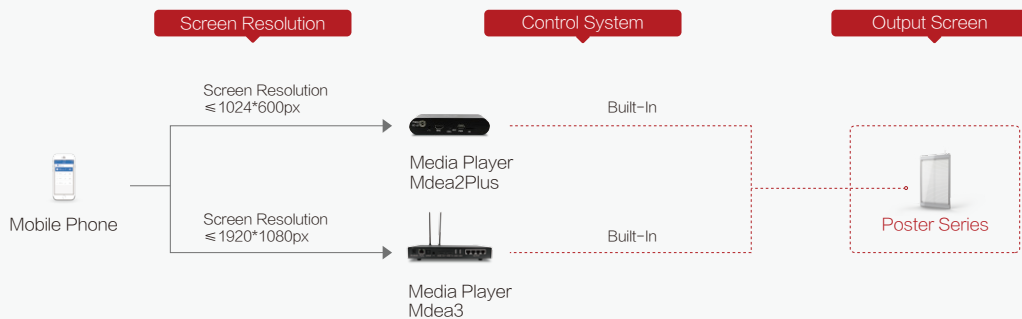 Screen Resolution
Control System
Output Screen
Screen Resolution
≤1024*600px
Built-In
Media Player
Mdea2Plus
Mobile Phone
Poster Series
Screen Resolution
≤1920*1080px
Built-In
Media Player
Mdea3